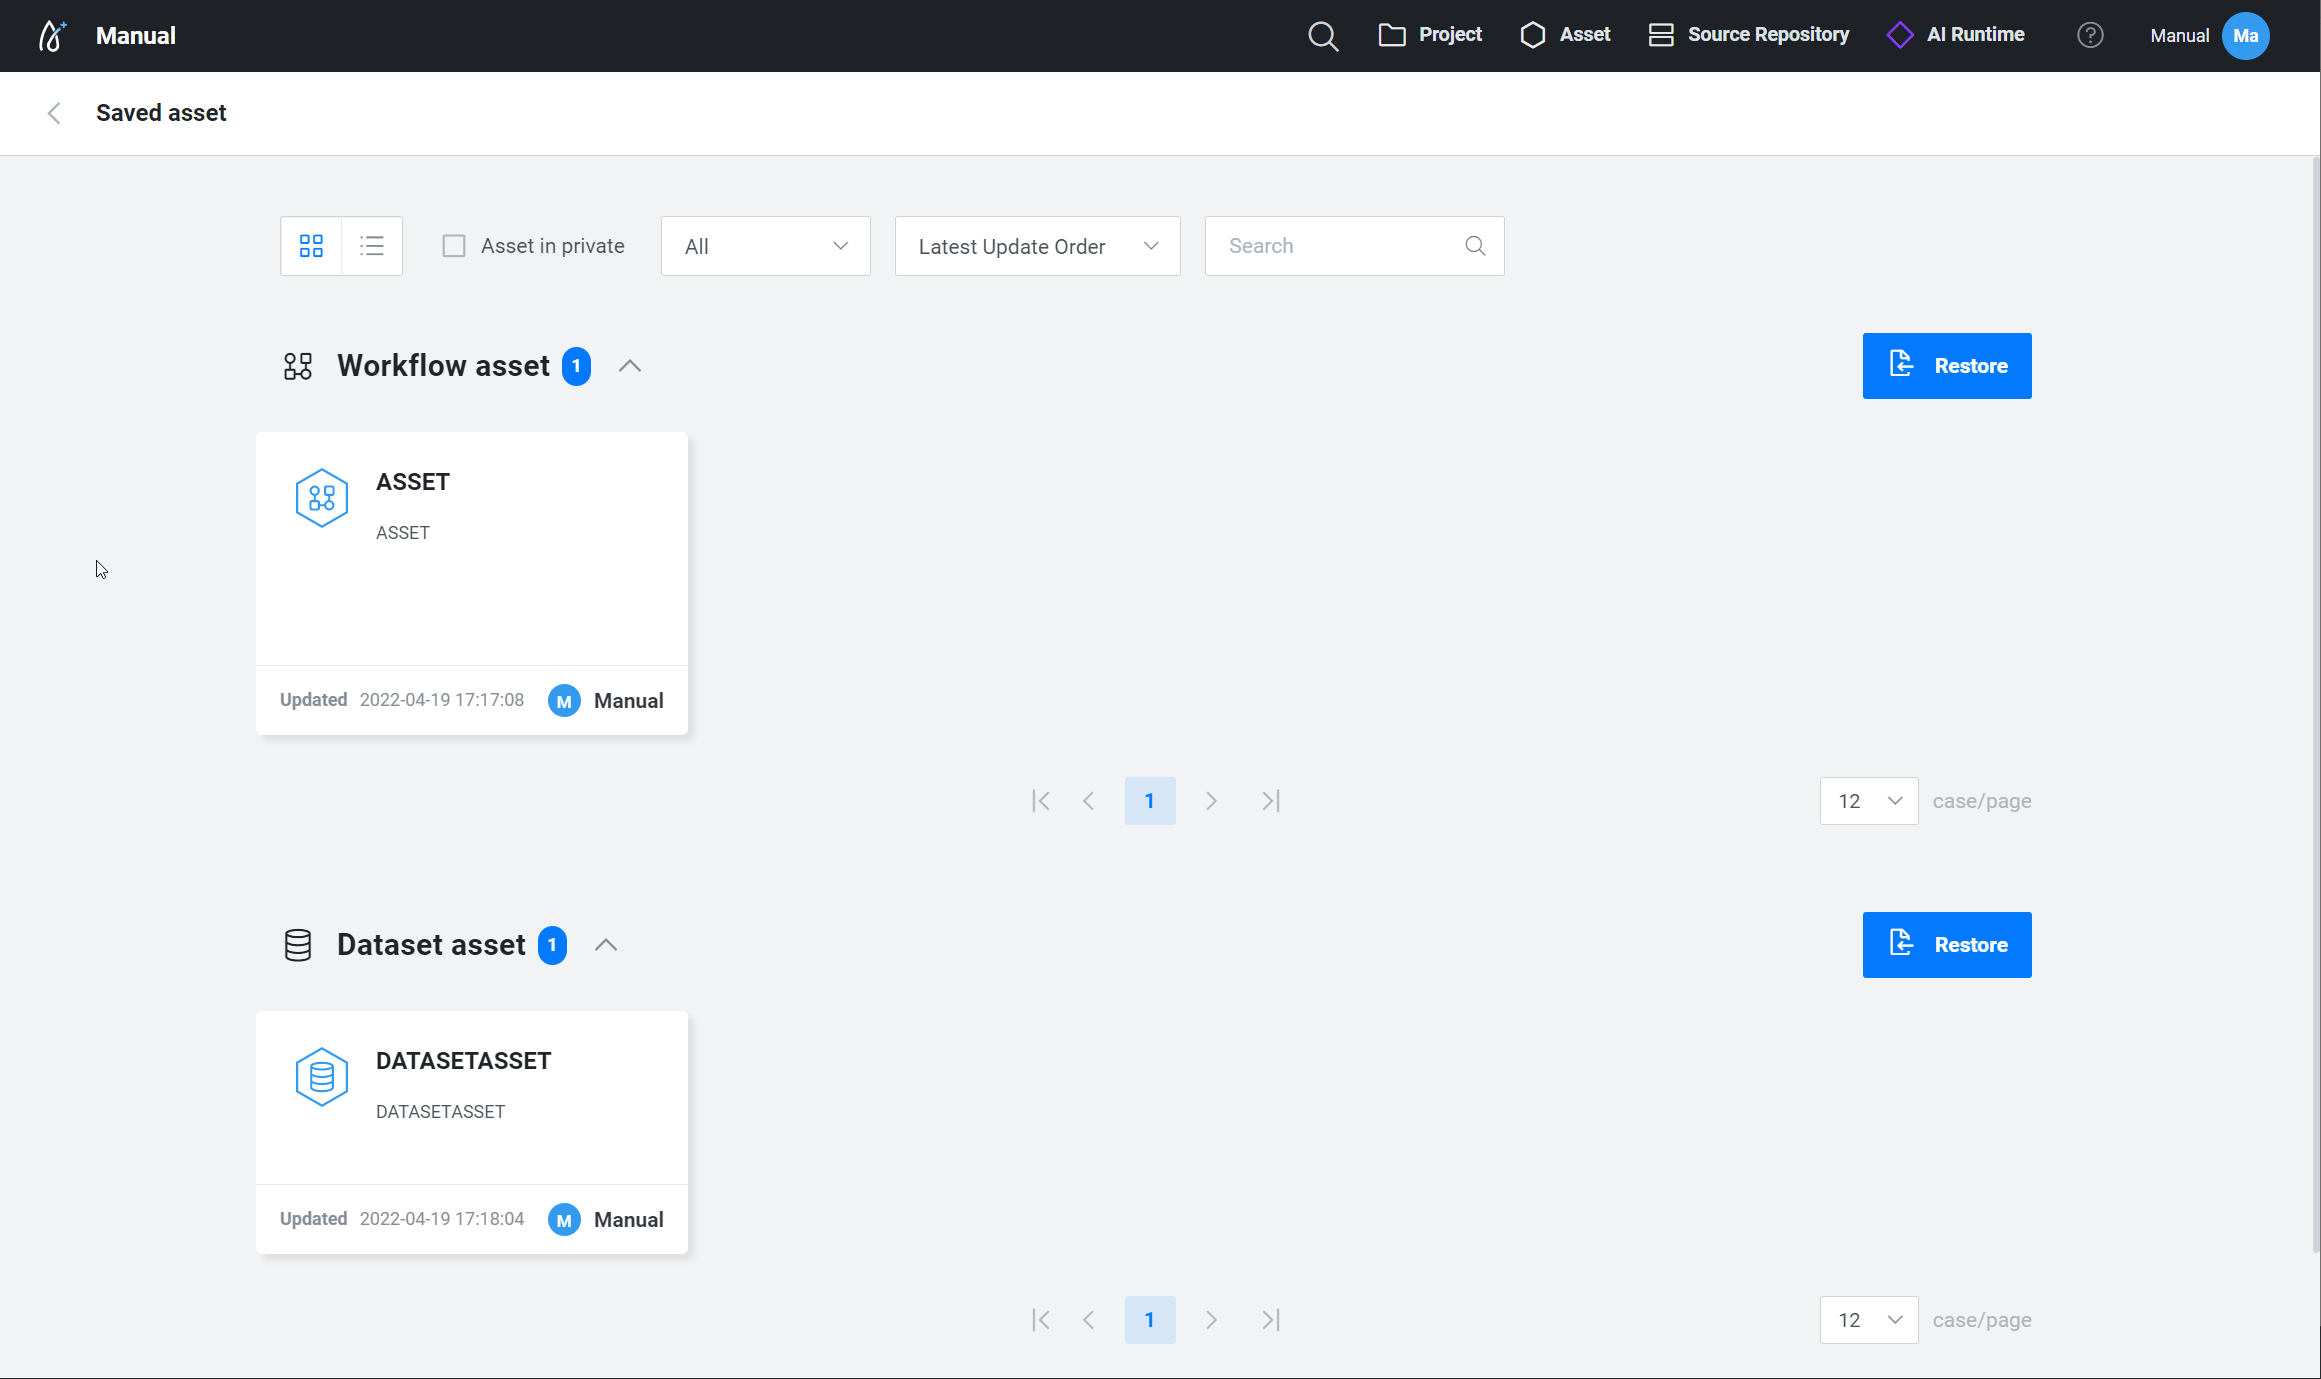 Manual
Project
Asset
Source Repository
AI Runtime
?
Manual
Ma
Saved asset
Asset in private
All
Latest Update Order
Search
Workflow asset 1
Restore
ASSET
ASSET
Updated 2022-04-19 17:17:08 M Manual
1
12 case/page
Dataset asset 1
Restore
DATASETASSET
DATASETASSET
Updated 2022-04-19 17:18:04 M Manual
1
12 case/page